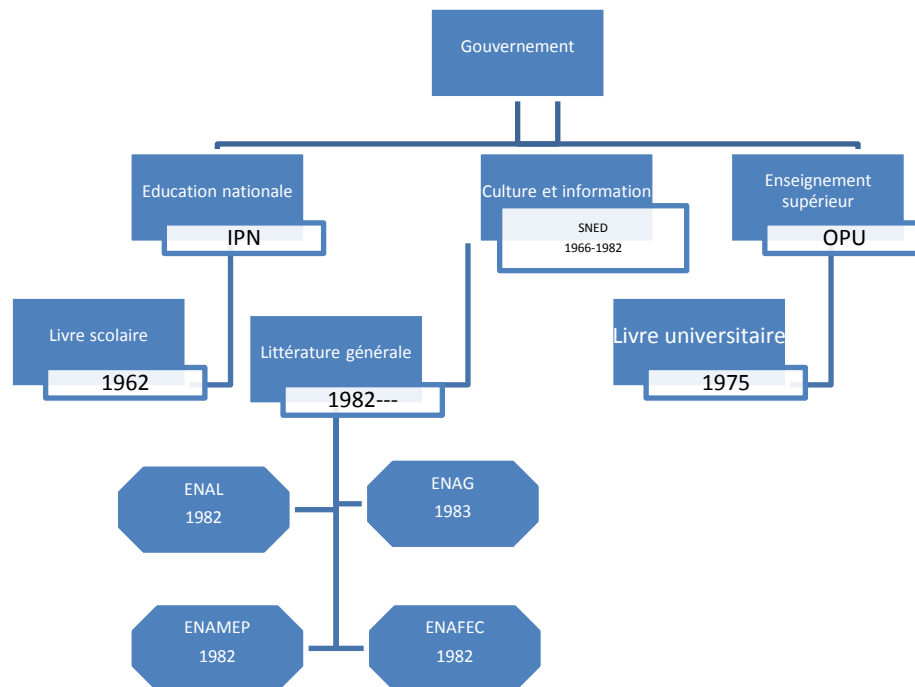 Gouvernement
Education nationale
IPN
Culture et information
SNED
1966-1982
Enseignement
supérieur
OPU
Livre scolaire
1962
Littérature générale
1982---
Livre universitaire
1975
ENAL
1982
ENAG
1983
ENAMEP
1982
ENAFEC
1982